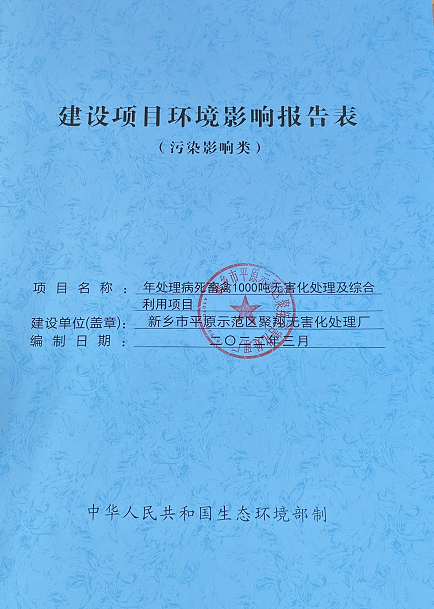 建设项目环境影响报告表
（污染影响类）
项目名称：年处理病死畜禽1000吨无害化处理及综合
利用项目
建设单位(盖章)：新乡市平原示范区聚翔无害化处理厂
编制日期：二〇二二年三月
中华人民共和国生态环境部制